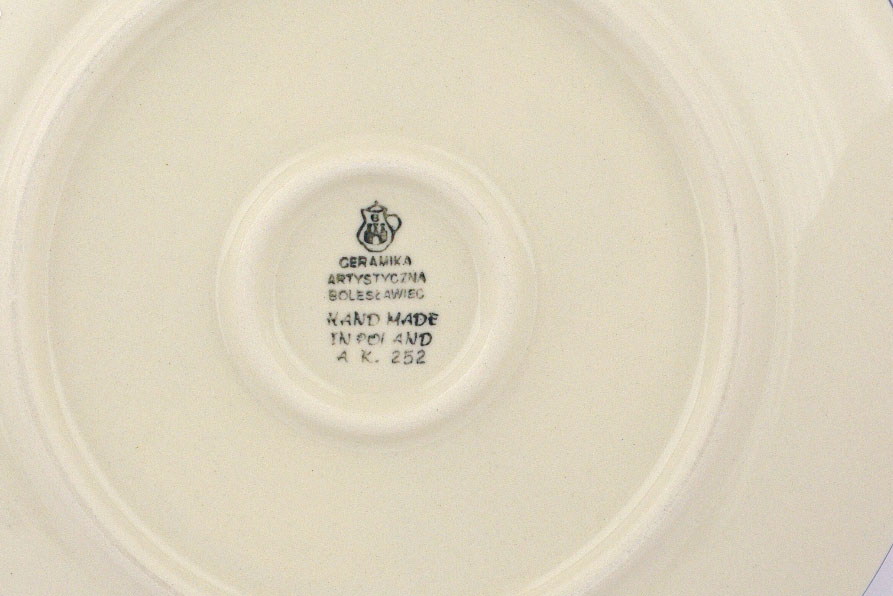 CERAMIKA
ARTYSTYCZNA
BOLESŁAWIEC
HAND MADE
IN POLAND
A K. 252